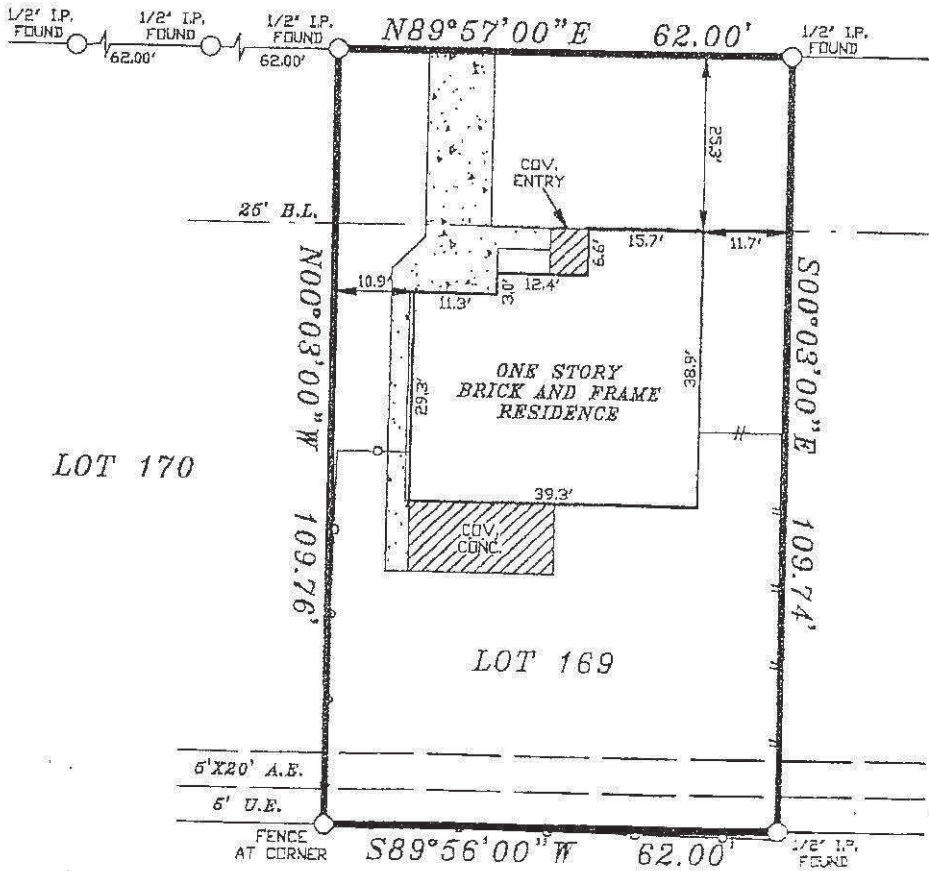 1/2" I.P.
FOUND
1/2" I.P.
FOUND
1/2" I.P.
FOUND
N89°57'00"E 62.00'
1/2" I.P.
FOUND
62.00'
62.00'
25.3'
COV.
ENTRY
25' B.L.
15.7'
11.7'
6.6'
10.9'
11.3'
3.0'
12.4'
N00°03'00"W 109.76'
S00°03'00"E 109.74'
ONE STORY
BRICK AND FRAME
RESIDENCE
29.3'
38.9'
LOT 170
39.3'
COV.
CONC.
LOT 169
5'X20' A.E.
5' U.E.
FENCE
AT CORNER
S89°56'00"W 62.00'
1/2" I.P.
FOUND